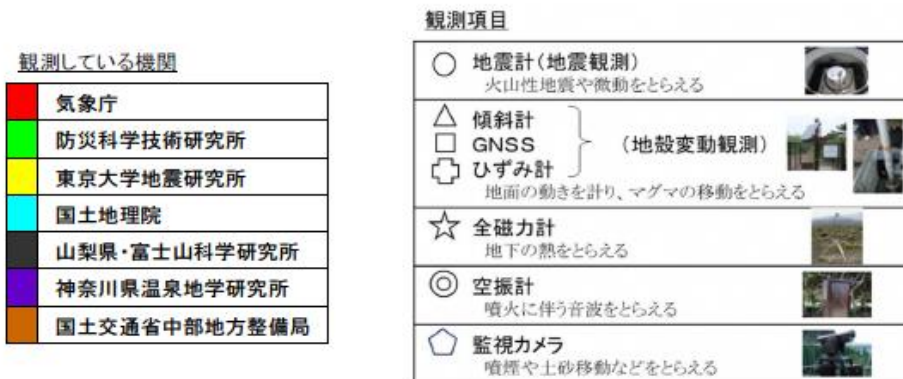 観測している機関
気象庁
防災科学技術研究所
東京大学地震研究所
国土地理院
山梨県・富士山科学研究所
神奈川県温泉地学研究所
国土交通省中部地方整備局
観測項目
地震計(地震観測)
火山性地震や微動をとらえる
傾斜計
GNSS
ひずみ計
(地殻変動観測)
地面の動きを計り、マグマの移動をとらえる
全磁力計
地下の熱をとらえる
空振計
噴火に伴う音波をとらえる
監視カメラ
噴煙や土砂移動などをとらえる